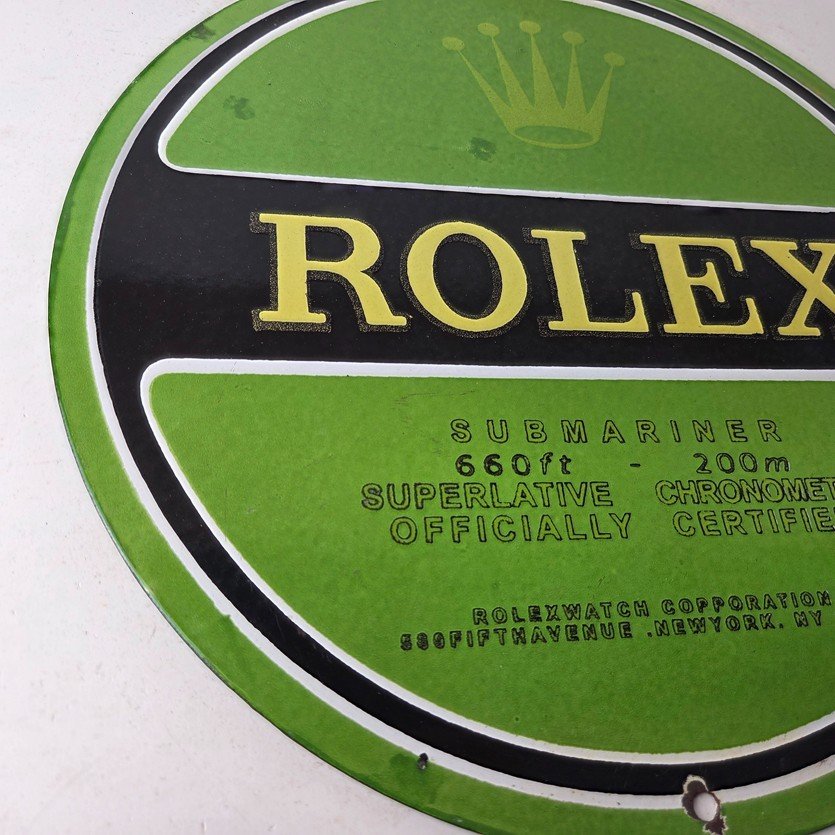 ROLEX
SUBMARINER
660ft - 200m
SUPERLATIVE CHRONOMET
OFFICIALLY CERTIFIE
ROLEXWATCH COPPORATION
580FIFTHAVENUE .NEWYORK. NY